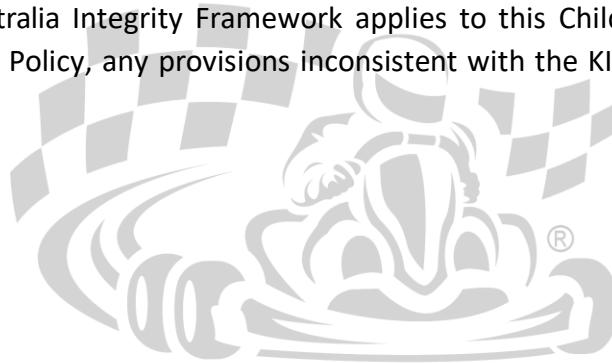 tralia Integrity Framework applies to this Chil
Policy, any provisions inconsistent with the KI
®